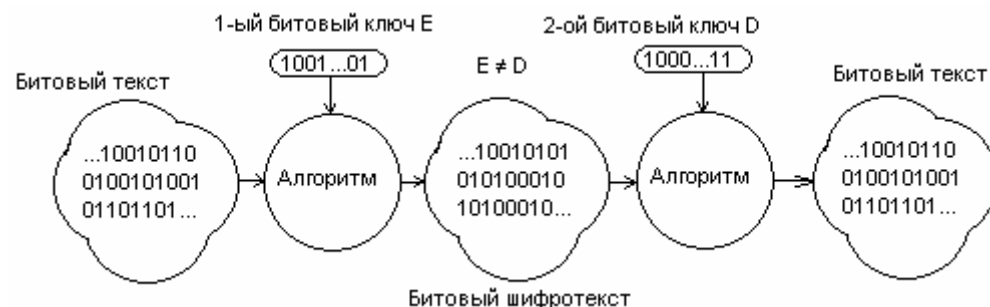 1-ый битовый ключ E
1001...01
2-ой битовый ключ D
1000...11
E ≠ D
Битовый текст
...10010110
0100101001
01101101...
Алгоритм
...10010101
010100010
10100010...
Битовый шифротекст
Алгоритм
Битовый текст
...10010110
0100101001
01101101...